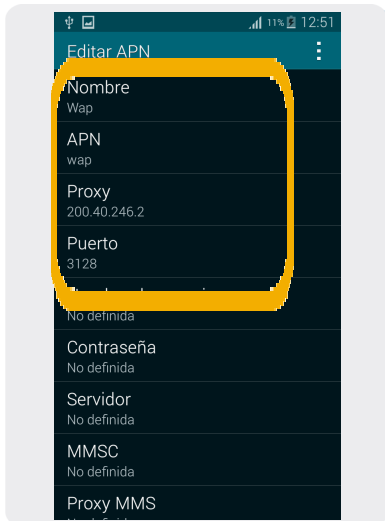 11% 12:51
Editar APN
Nombre
Wap
APN
wap
Proxy
200.40.246.2
Puerto
3128
No definida
Contraseña
No definida
Servidor
No definida
MMSC
No definida
Proxy MMS